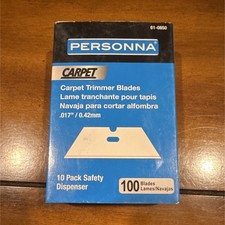 61-0850
PERSONNA
CARPET
Carpet Trimmer Blades
Lame tranchante pour tapis
Navaja para cortar alfombra
.017" / 0.42mm
10 Pack Safety
Dispenser
100 Blades
Lames/Navajas